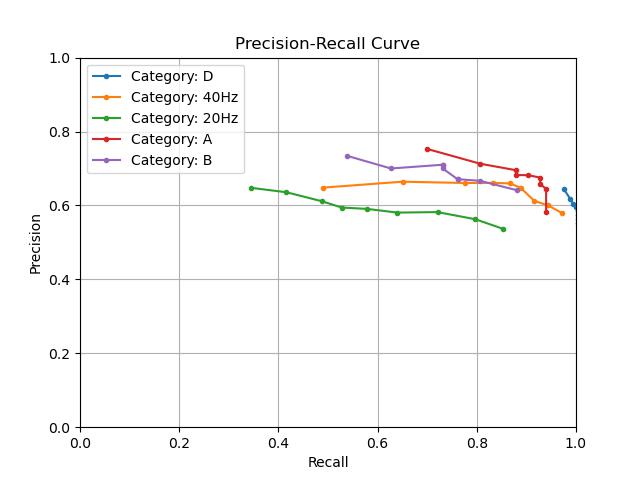 Precision-Recall Curve
Category: D
Category: 40Hz
Category: 20Hz
Category: A
Category: B
Precision
1.0
0.8
0.6
0.4
0.2
0.0
0.0 0.2 0.4 0.6 0.8 1.0
Recall